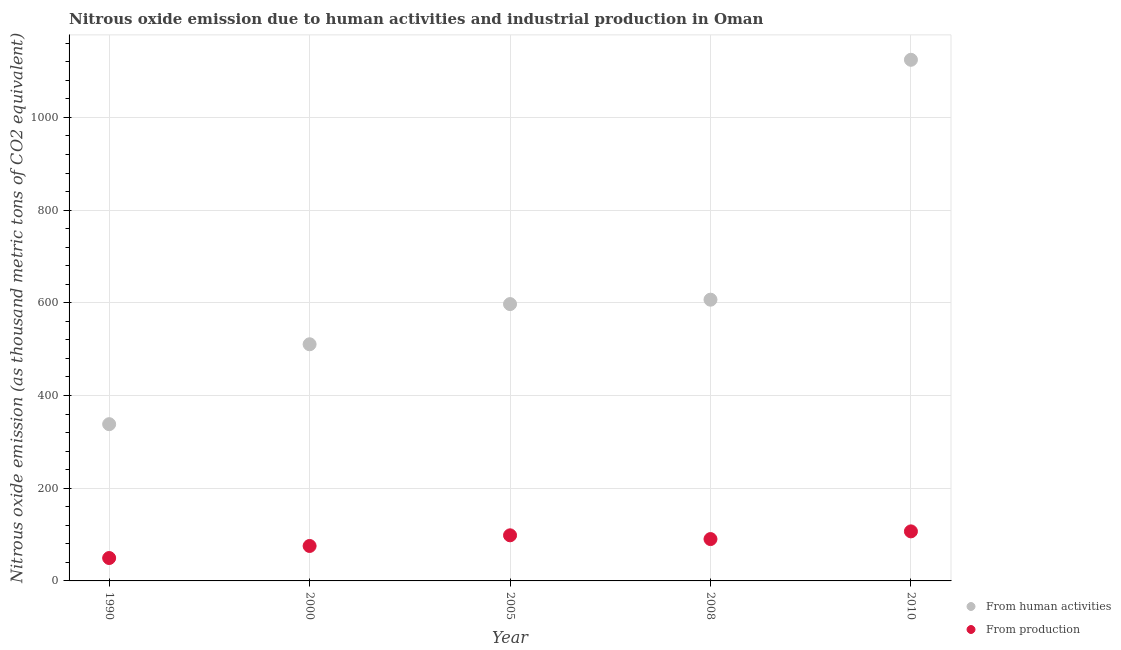 Nitrous oxide emission due to human activities and industrial production in Oman
Nitrous oxide emission (as thousand metric tons of CO2 equivalent)
1000
800
600
400
200
0
1990
2000
2005
2008
2010
Year
From human activities
From production